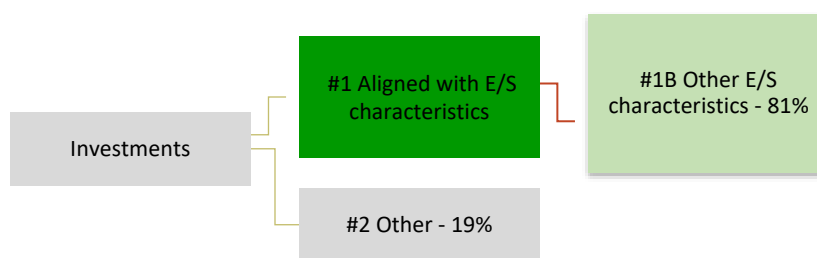 Investments
#1 Aligned with E/S
characteristics
#1B Other E/S
characteristics - 81%
#2 Other - 19%